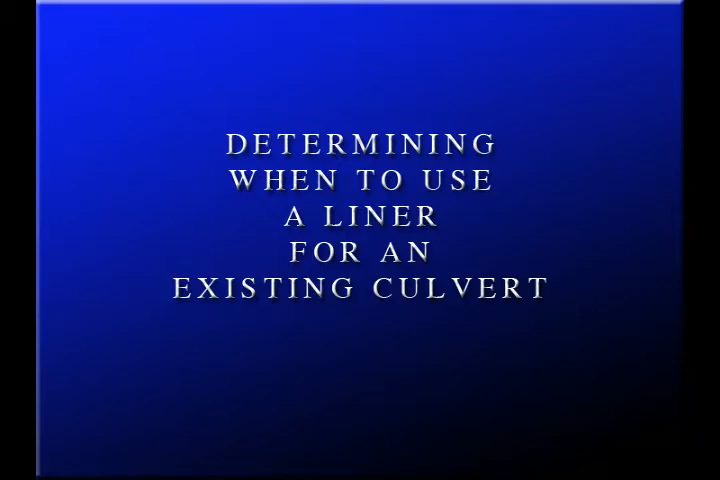 DETERMINING
WHEN TO USE
A LINER
FOR AN
EXISTING CULVERT